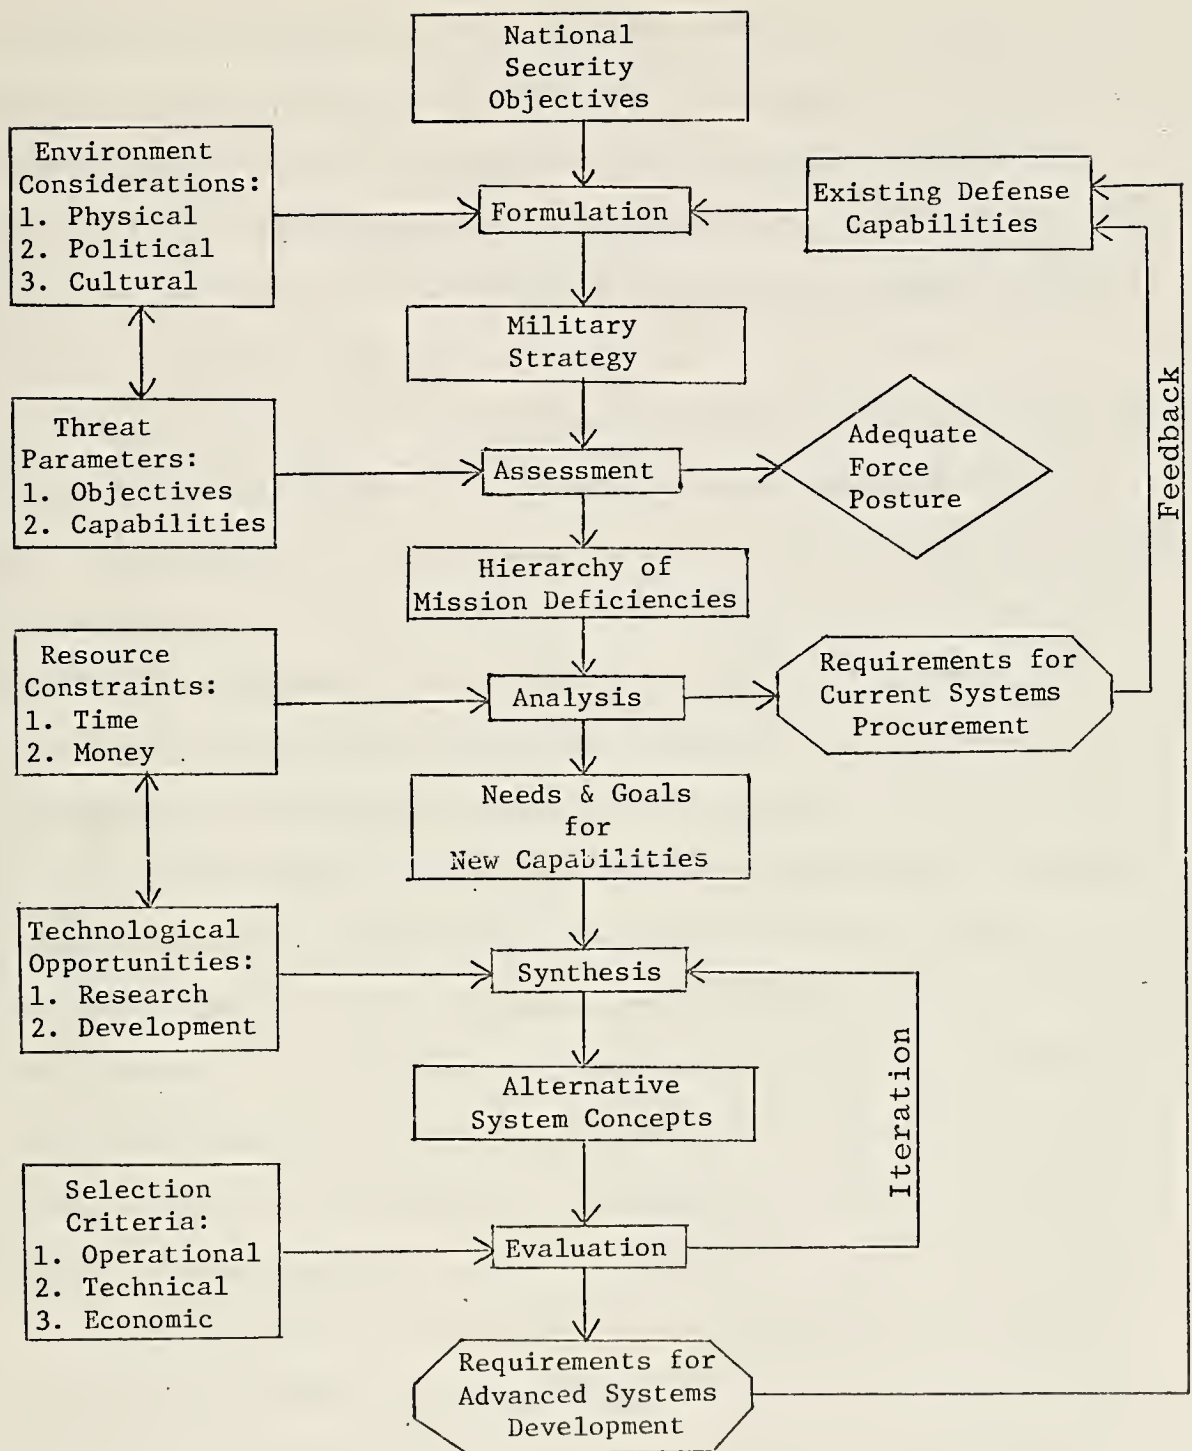 National
Security
Objectives
Environment
Considerations:
1. Physical
2. Political
3. Cultural
Formulation
Existing Defense
Capabilities
Military
Strategy
Threat
Parameters:
1. Objectives
2. Capabilities
Assessment
Adequate
Force
Posture
Feedback
Hierarchy of
Mission Deficiencies
Resource
Constraints:
1. Time
2. Money
Analysis
Requirements for
Current Systems
Procurement
Needs & Goals
for
New Capabilities
Technological
Opportunities:
1. Research
2. Development
Synthesis
Iteration
Alternative
System Concepts
Selection
Criteria:
1. Operational
2. Technical
3. Economic
Evaluation
Requirements for
Advanced Systems
Development